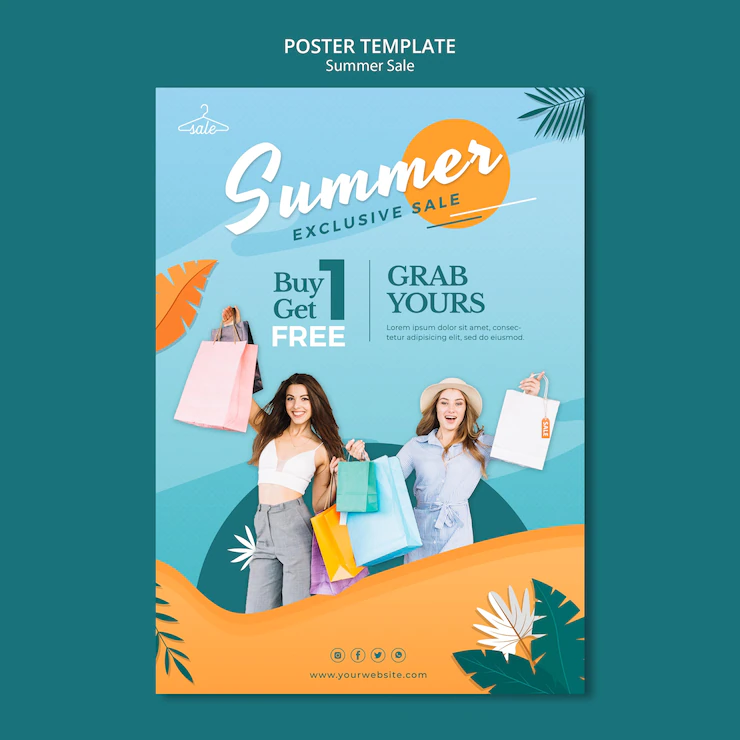 POSTER TEMPLATE
Summer Sale
sale
Summer
EXCLUSIVE SALE
Buy 1
Get
FREE
GRAB
YOURS
Lorem ipsum dolor sit amet, consec-
tetur adipisicing elit, sed do eiusmod.
SALE
www.yourwebsite.com